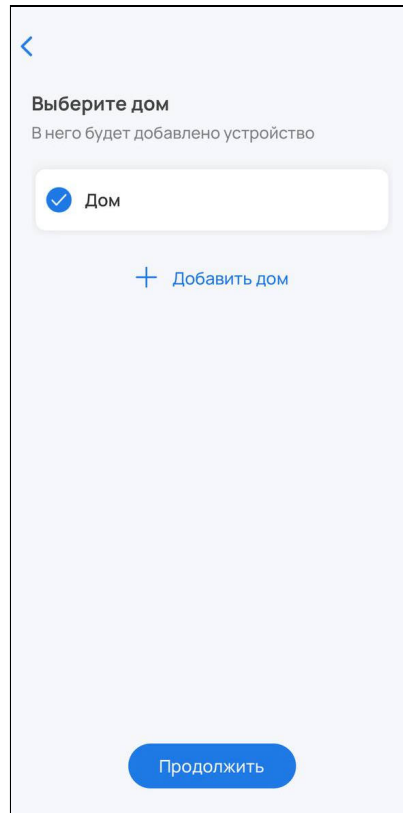 Выберите дом
В него будет добавлено устройство
Дом
Добавить дом
Продолжить